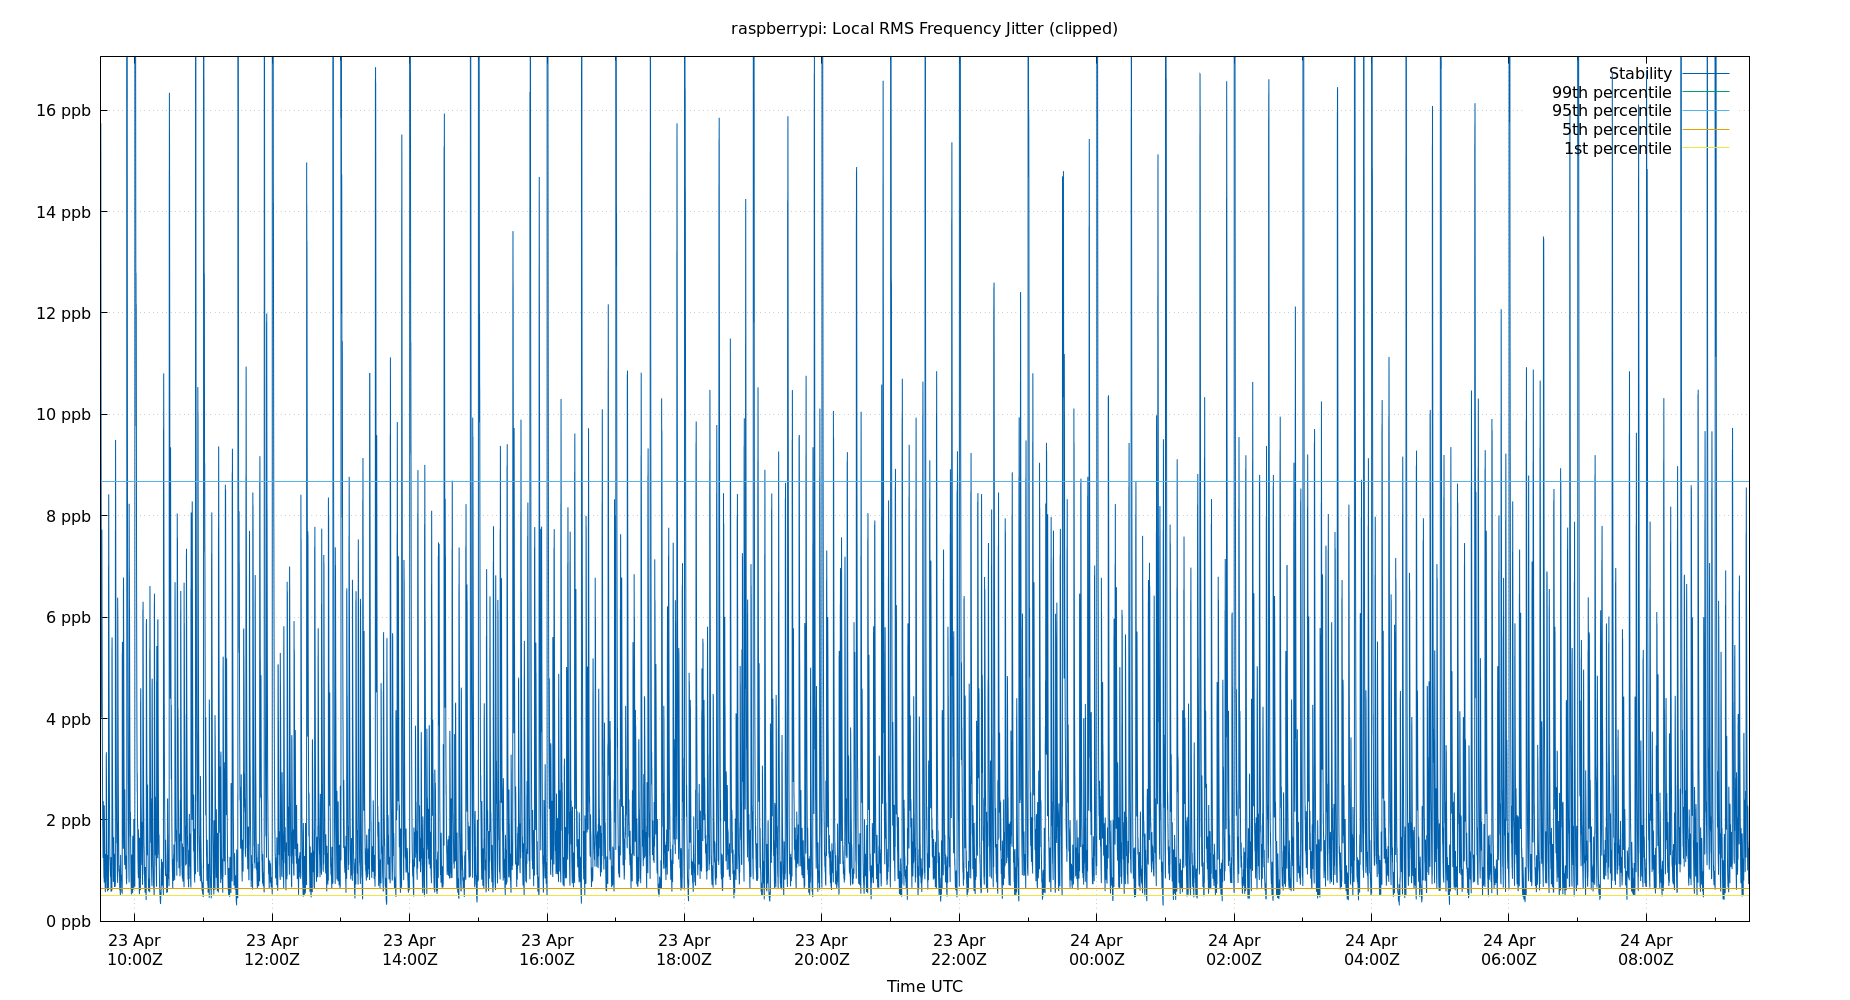 raspberrypi: Local RMS Frequency Jitter (clipped)
Stability
99th percentile
95th percentile
5th percentile
1st percentile
16 ppb
14 ppb
12 ppb
10 ppb
8 ppb
6 ppb
4 ppb
2 ppb
0 ppb
23 Apr 23 Apr 23 Apr 23 Apr 23 Apr 23 Apr 23 Apr 24 Apr 24 Apr 24 Apr 24 Apr 24 Apr
10:00Z 12:00Z 14:00Z 16:00Z 18:00Z 20:00Z 22:00Z 00:00Z 02:00Z 04:00Z 06:00Z 08:00Z
Time UTC